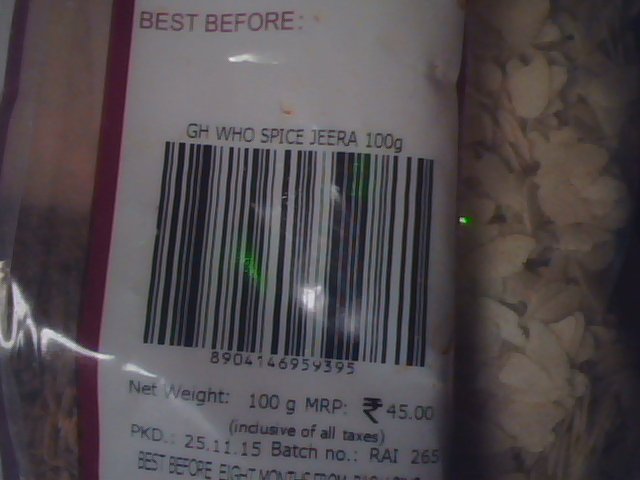 BEST BEFORE:
GH WHO SPICE JEERA 100g
8904146959395
Net Weight: 100 g MRP: ₹ 45.00
(inclusive of all taxes)
PKD.: 25.11.15 Batch no.: RAI 265
BEST BEFORE EIGHT MONTHS FROM